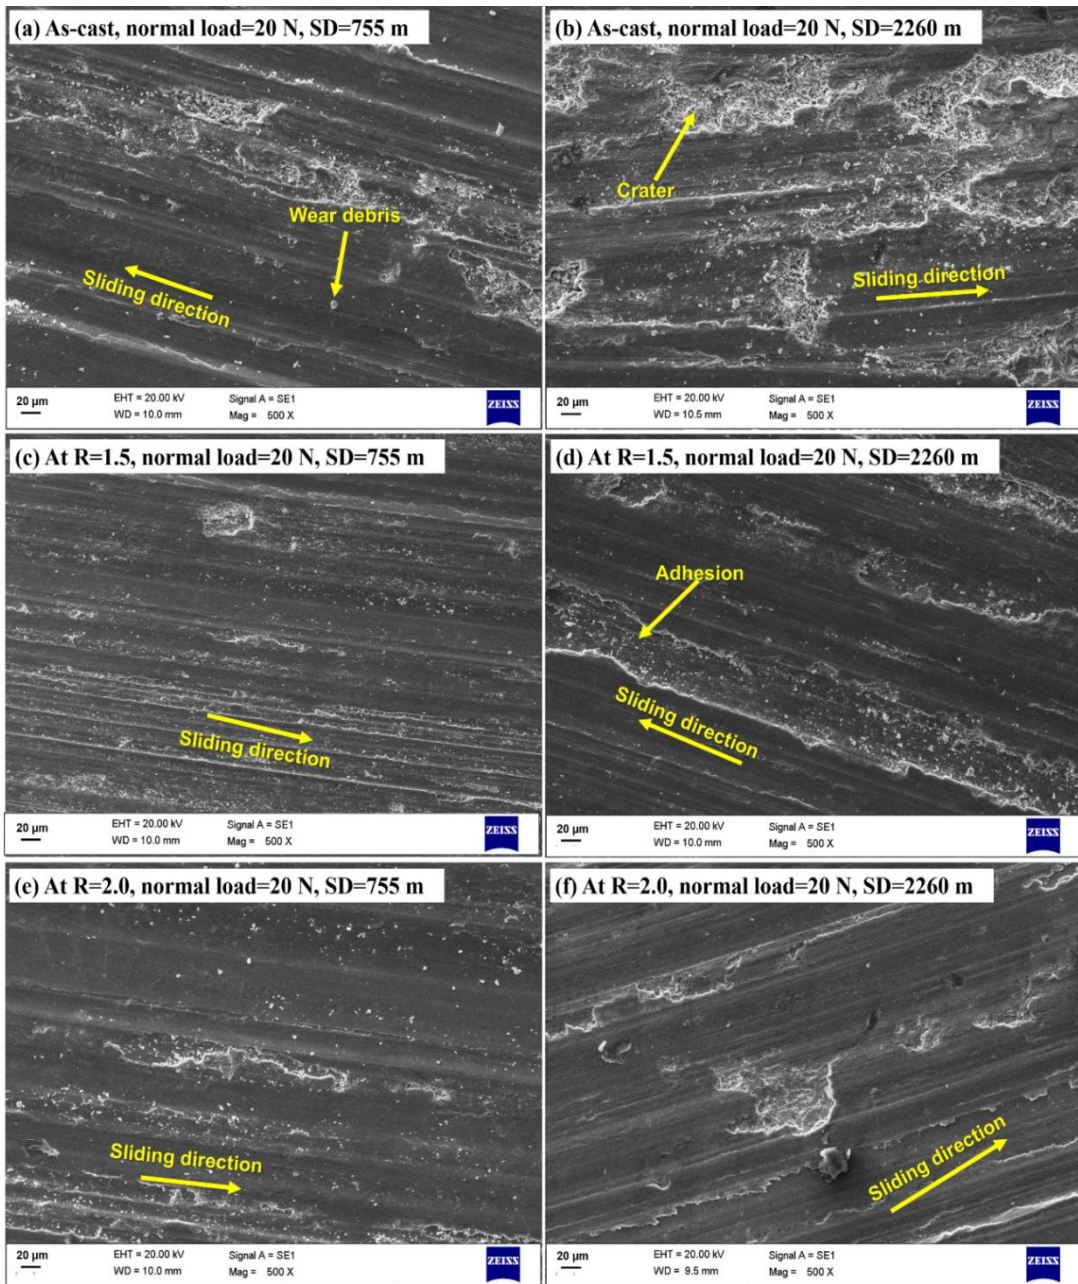 (a) As-cast, normal load=20 N, SD=755 m
Wear debris
Sliding direction
20 µm
EHT = 20.00 kV
WD = 10.0 mm
Signal A = SE1
Mag = 500 X
ZEISS
(b) As-cast, normal load=20 N, SD=2260 m
Crater
Sliding direction
20 µm
EHT = 20.00 kV
WD = 10.5 mm
Signal A = SE1
Mag = 500 X
ZEISS
(c) At R=1.5, normal load=20 N, SD=755 m
Sliding direction
20 µm
EHT = 20.00 kV
WD = 10.0 mm
Signal A = SE1
Mag = 500 X
ZEISS
(d) At R=1.5, normal load=20 N, SD=2260 m
Adhesion
Sliding direction
20 µm
EHT = 20.00 kV
WD = 10.0 mm
Signal A = SE1
Mag = 500 X
ZEISS
(e) At R=2.0, normal load=20 N, SD=755 m
Sliding direction
20 µm
EHT = 20.00 kV
WD = 10.0 mm
Signal A = SE1
Mag = 500 X
ZEISS
(f) At R=2.0, normal load=20 N, SD=2260 m
Sliding direction
20 µm
EHT = 20.00 kV
WD = 9.5 mm
Signal A = SE1
Mag = 500 X
ZEISS